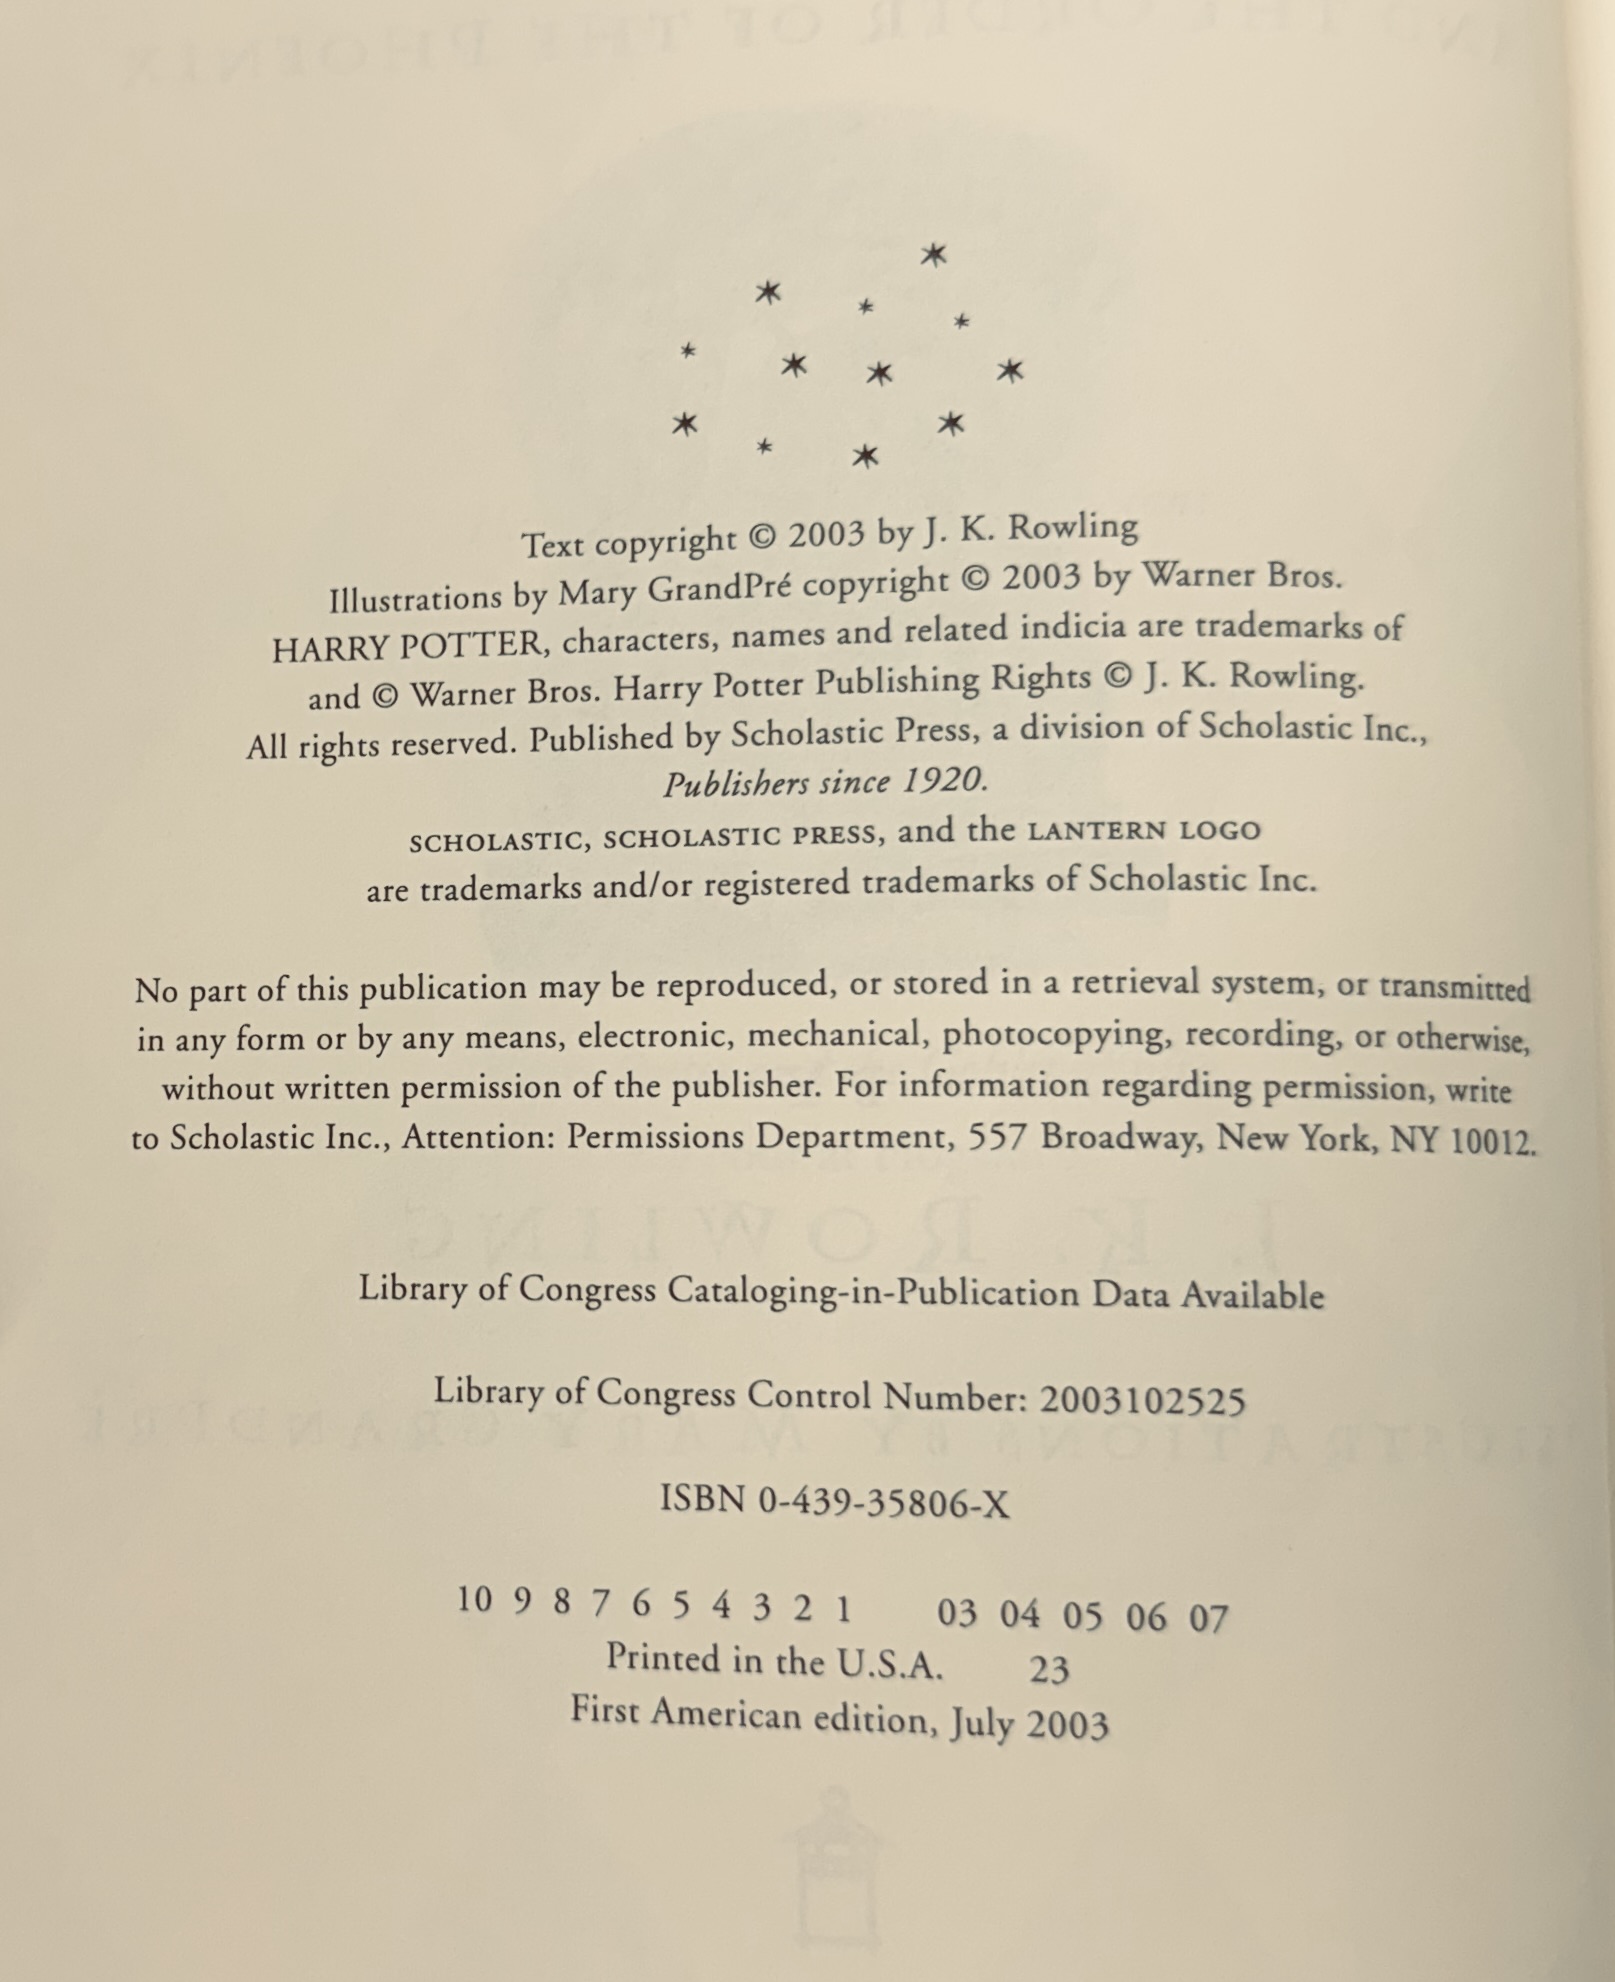 Text copyright © 2003 by J. K. Rowling
Illustrations by Mary GrandPré copyright © 2003 by Warner Bros.
HARRY POTTER, characters, names and related indicia are trademarks of
and © Warner Bros. Harry Potter Publishing Rights © J. K. Rowling.
All rights reserved. Published by Scholastic Press, a division of Scholastic Inc.,
Publishers since 1920.
SCHOLASTIC, SCHOLASTIC PRESS, and the LANTERN LOGO
are trademarks and/or registered trademarks of Scholastic Inc.
No part of this publication may be reproduced, or stored in a retrieval system, or transmitted
in any form or by any means, electronic, mechanical, photocopying, recording, or otherwise,
without written permission of the publisher. For information regarding permission, write
to Scholastic Inc., Attention: Permissions Department, 557 Broadway, New York, NY 10012.
Library of Congress Cataloging-in-Publication Data Available
Library of Congress Control Number: 2003102525
ISBN 0-439-35806-X
10 9 8 7 6 5 4 3 2 1 03 04 05 06 07
Printed in the U.S.A. 23
First American edition, July 2003